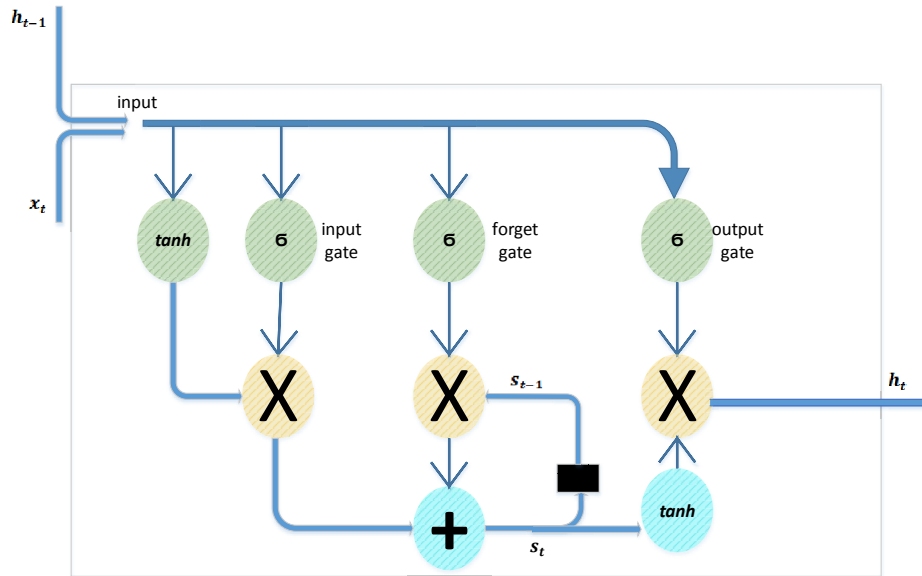 h_{t-1}
input
x_t
tanh
σ
input
gate
σ
forget
gate
σ
output
gate
X
X
s_{t-1}
X
h_t
+
s_t
tanh